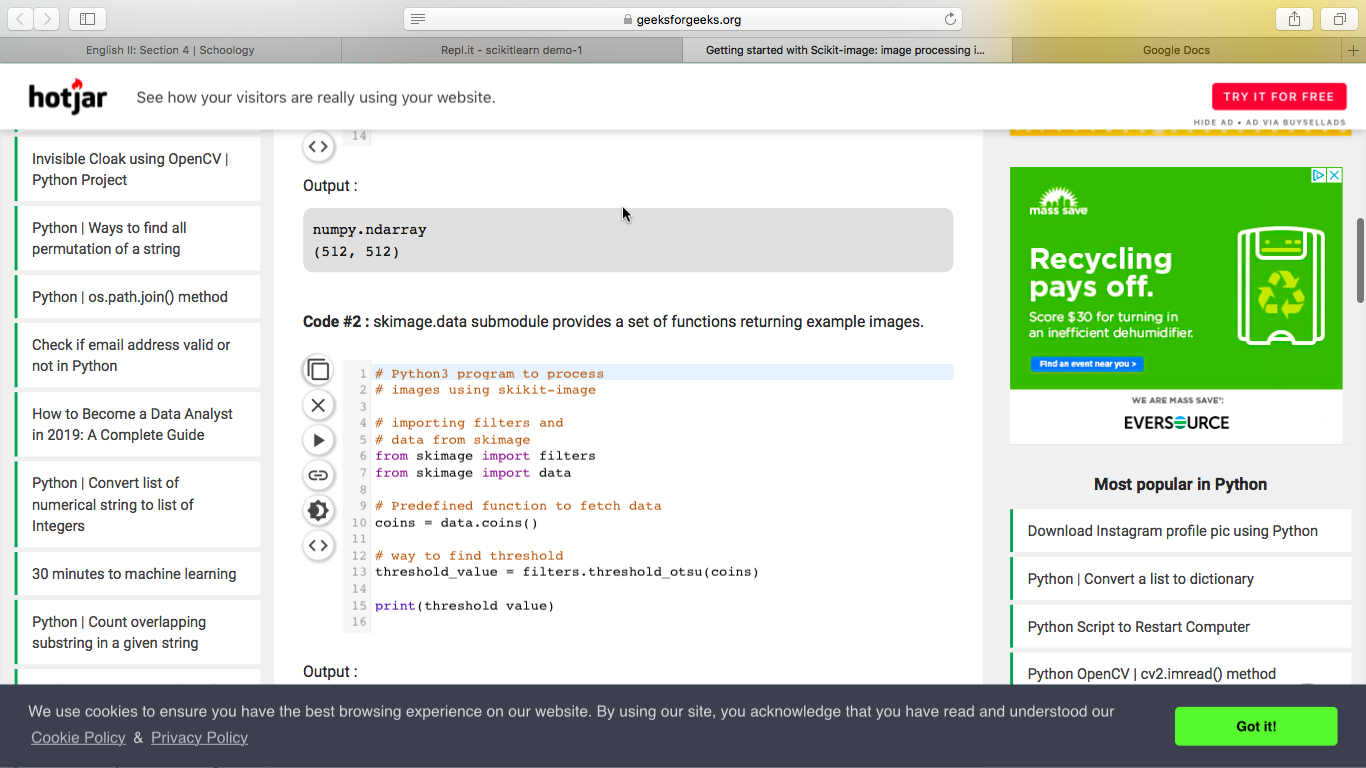 geeksforgeeks.org
English II: Section 4 | Schoology
Repl.it - scikitlearn demo-1
Getting started with Scikit-image: image processing i...
Google Docs
hotjar
See how your visitors are really using your website.
TRY IT FOR FREE
HIDE AD • AD VIA BUYSELLADS
Invisible Cloak using OpenCV |
Python Project
Python | Ways to find all
permutation of a string
Python | os.path.join() method
Check if email address valid or
not in Python
How to Become a Data Analyst
in 2019: A Complete Guide
Python | Convert list of
numerical string to list of
Integers
30 minutes to machine learning
Python | Count overlapping
substring in a given string
14
Output :
numpy.ndarray
(512, 512)
Code #2 : skimage.data submodule provides a set of functions returning example images.
1 # Python3 program to process
2 # images using skikit-image
3
4 # importing filters and
5 # data from skimage
6 from skimage import filters
7 from skimage import data
8
9 # Predefined function to fetch data
10 coins = data.coins()
11
12 # way to find threshold
13 threshold_value = filters.threshold_otsu(coins)
14
15 print(threshold value)
16
Output :
mass save
Recycling
pays off.
Score $30 for turning in
an inefficient dehumidifier.
Find an event near you >
WE ARE MASS SAVE®:
EVERSOURCE
Most popular in Python
Download Instagram profile pic using Python
Python | Convert a list to dictionary
Python Script to Restart Computer
Python OpenCV | cv2.imread() method
We use cookies to ensure you have the best browsing experience on our website. By using our site, you acknowledge that you have read and understood our
Cookie Policy & Privacy Policy
Got it!